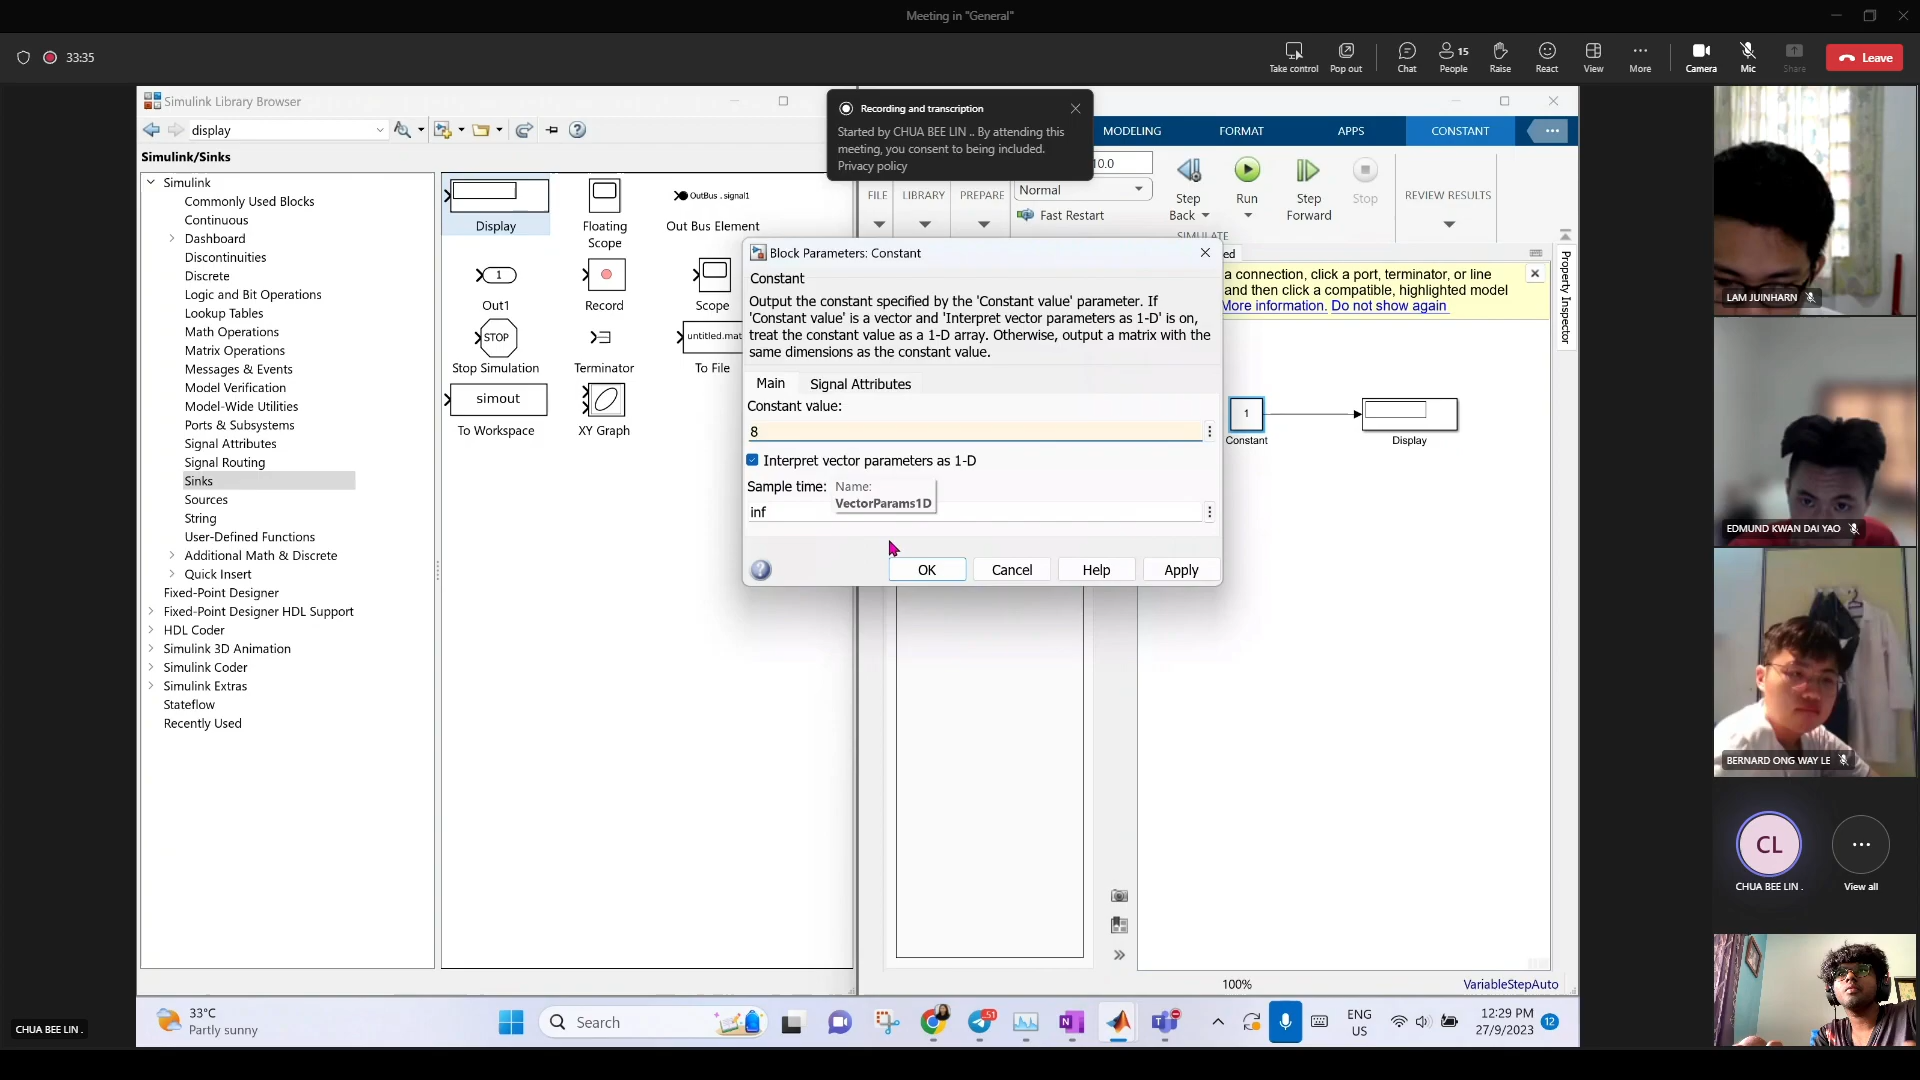 Meeting in "General"
33:35
Take control
Pop out
Chat
15
People
Raise
React
View
More
Camera
Mic
Share
Leave
Simulink Library Browser
display
Simulink/Sinks
Simulink
Commonly Used Blocks
Continuous
Dashboard
Discontinuities
Discrete
Logic and Bit Operations
Lookup Tables
Math Operations
Matrix Operations
Messages & Events
Model Verification
Model-Wide Utilities
Ports & Subsystems
Signal Attributes
Signal Routing
Sinks
Sources
String
User-Defined Functions
Additional Math & Discrete
Quick Insert
Fixed-Point Designer
Fixed-Point Designer HDL Support
HDL Coder
Simulink 3D Animation
Simulink Coder
Simulink Extras
Stateflow
Recently Used
Display
Floating
Scope
OutBus . signal1
Out Bus Element
1
Out1
Record
Scope
STOP
Stop Simulation
Terminator
untitled.mat
To File
simout
To Workspace
XY Graph
Recording and transcription
Started by CHUA BEE LIN .. By attending this
meeting, you consent to being included.
Privacy policy
MODELING
FORMAT
APPS
CONSTANT
10.0
Normal
Fast Restart
FILE
LIBRARY
PREPARE
Step
Back
Run
Step
Forward
Stop
SIMULATE
REVIEW RESULTS
ed
a connection, click a port, terminator, or line
and then click a compatible, highlighted model
More information. Do not show again
Property Inspector
Block Parameters: Constant
Constant
Output the constant specified by the 'Constant value' parameter. If
'Constant value' is a vector and 'Interpret vector parameters as 1-D' is on,
treat the constant value as a 1-D array. Otherwise, output a matrix with the
same dimensions as the constant value.
Main
Signal Attributes
Constant value:
8
Interpret vector parameters as 1-D
Sample time:
Name:
VectorParams1D
inf
OK
Cancel
Help
Apply
1
Constant
Display
100%
VariableStepAuto
LAM JUINHARN
EDMUND KWAN DAI YAO
BERNARD ONG WAY LE
CL
CHUA BEE LIN .
View all
CHUA BEE LIN .
33°C
Partly sunny
Search
51
ENG
US
12:29 PM
27/9/2023
12